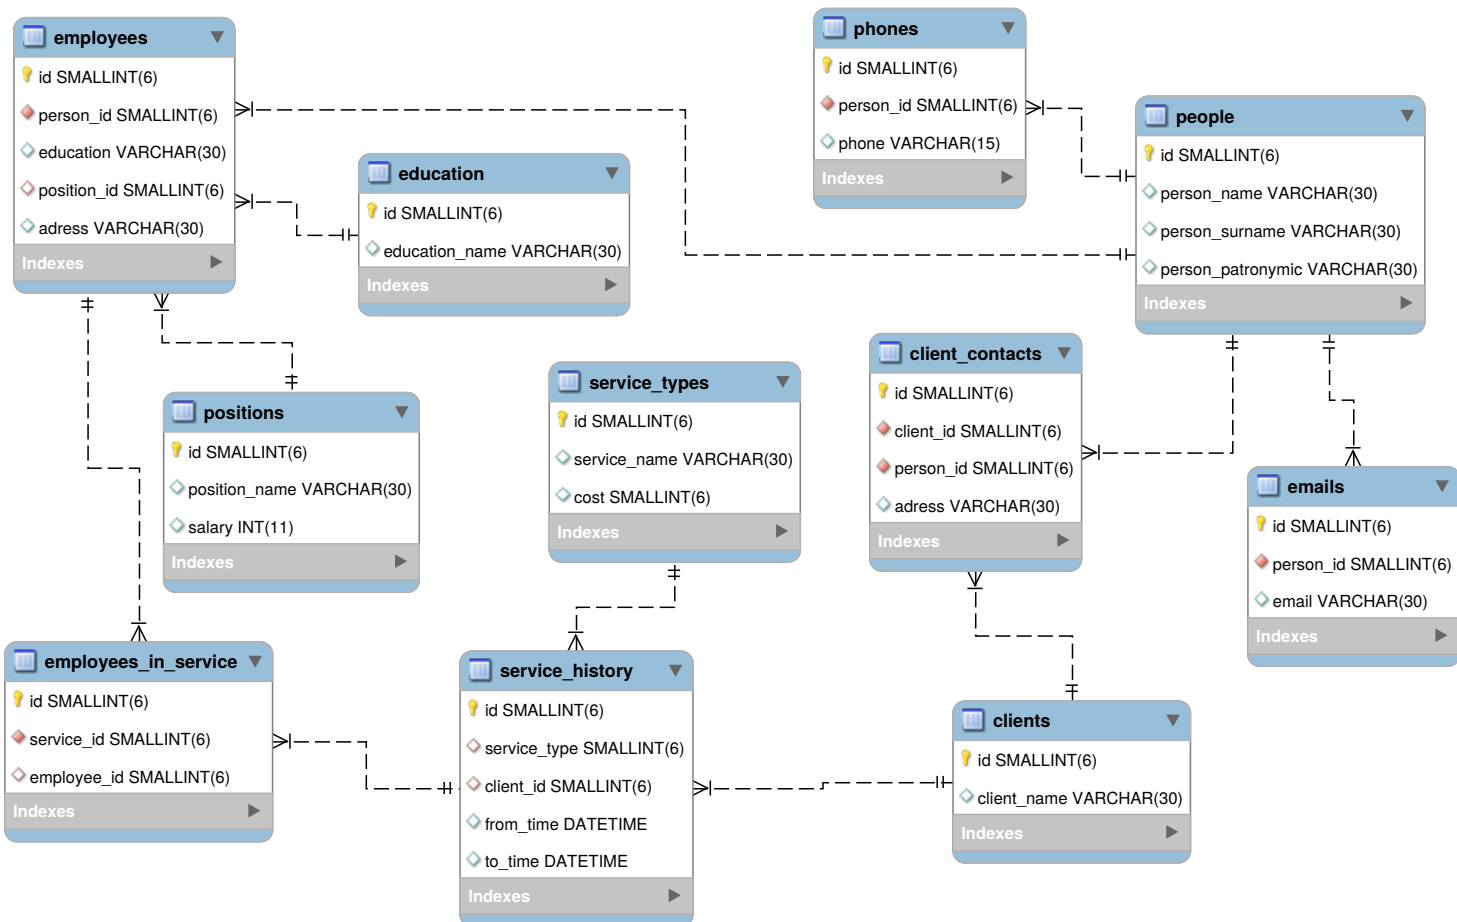 employees
id SMALLINT(6)
person_id SMALLINT(6)
education VARCHAR(30)
position_id SMALLINT(6)
adress VARCHAR(30)
Indexes
education
id SMALLINT(6)
education_name VARCHAR(30)
Indexes
phones
id SMALLINT(6)
person_id SMALLINT(6)
phone VARCHAR(15)
Indexes
people
id SMALLINT(6)
person_name VARCHAR(30)
person_surname VARCHAR(30)
person_patronymic VARCHAR(30)
Indexes
positions
id SMALLINT(6)
position_name VARCHAR(30)
salary INT(11)
Indexes
service_types
id SMALLINT(6)
service_name VARCHAR(30)
cost SMALLINT(6)
Indexes
client_contacts
id SMALLINT(6)
client_id SMALLINT(6)
person_id SMALLINT(6)
adress VARCHAR(30)
Indexes
emails
id SMALLINT(6)
person_id SMALLINT(6)
email VARCHAR(30)
Indexes
employees_in_service
id SMALLINT(6)
service_id SMALLINT(6)
employee_id SMALLINT(6)
Indexes
service_history
id SMALLINT(6)
service_type SMALLINT(6)
client_id SMALLINT(6)
from_time DATETIME
to_time DATETIME
Indexes
clients
id SMALLINT(6)
client_name VARCHAR(30)
Indexes